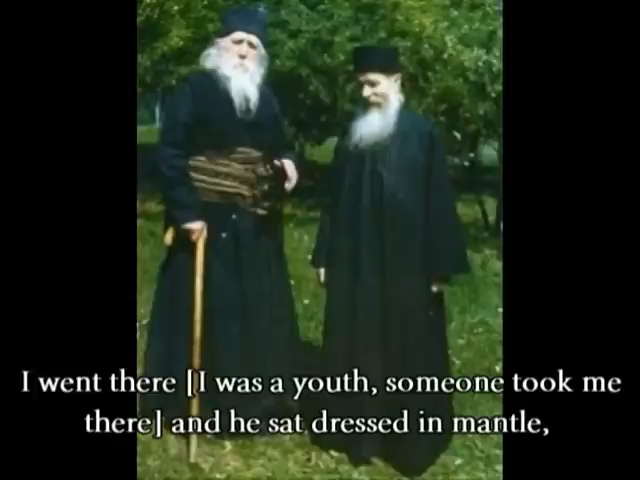 I went there [I was a youth, someone took me
there] and he sat dressed in mantle,